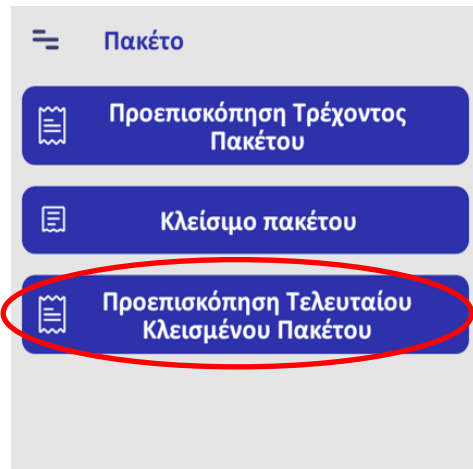 Πακέτο
Προεπισκόπηση Τρέχοντος
Πακέτου
Κλείσιμο πακέτου
Προεπισκόπηση Τελευταίου
Κλεισμένου Πακέτου